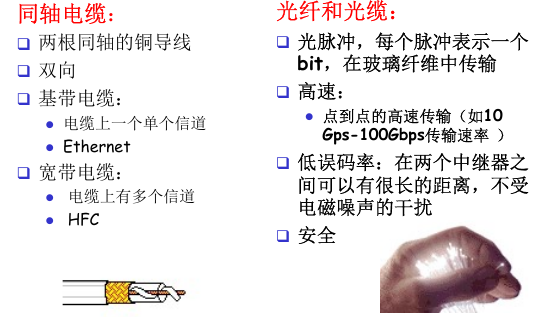 同轴电缆：
两根同轴的铜导线
双向
基带电缆：
电缆上一个单个信道
Ethernet
宽带电缆：
电缆上有多个信道
HFC
光纤和光缆：
光脉冲，每个脉冲表示一个
bit，在玻璃纤维中传输
高速：
点到点的高速传输（如10
Gps-100Gbps传输速率 ）
低误码率：在两个中继器之
间可以有很长的距离，不受
电磁噪声的干扰
安全